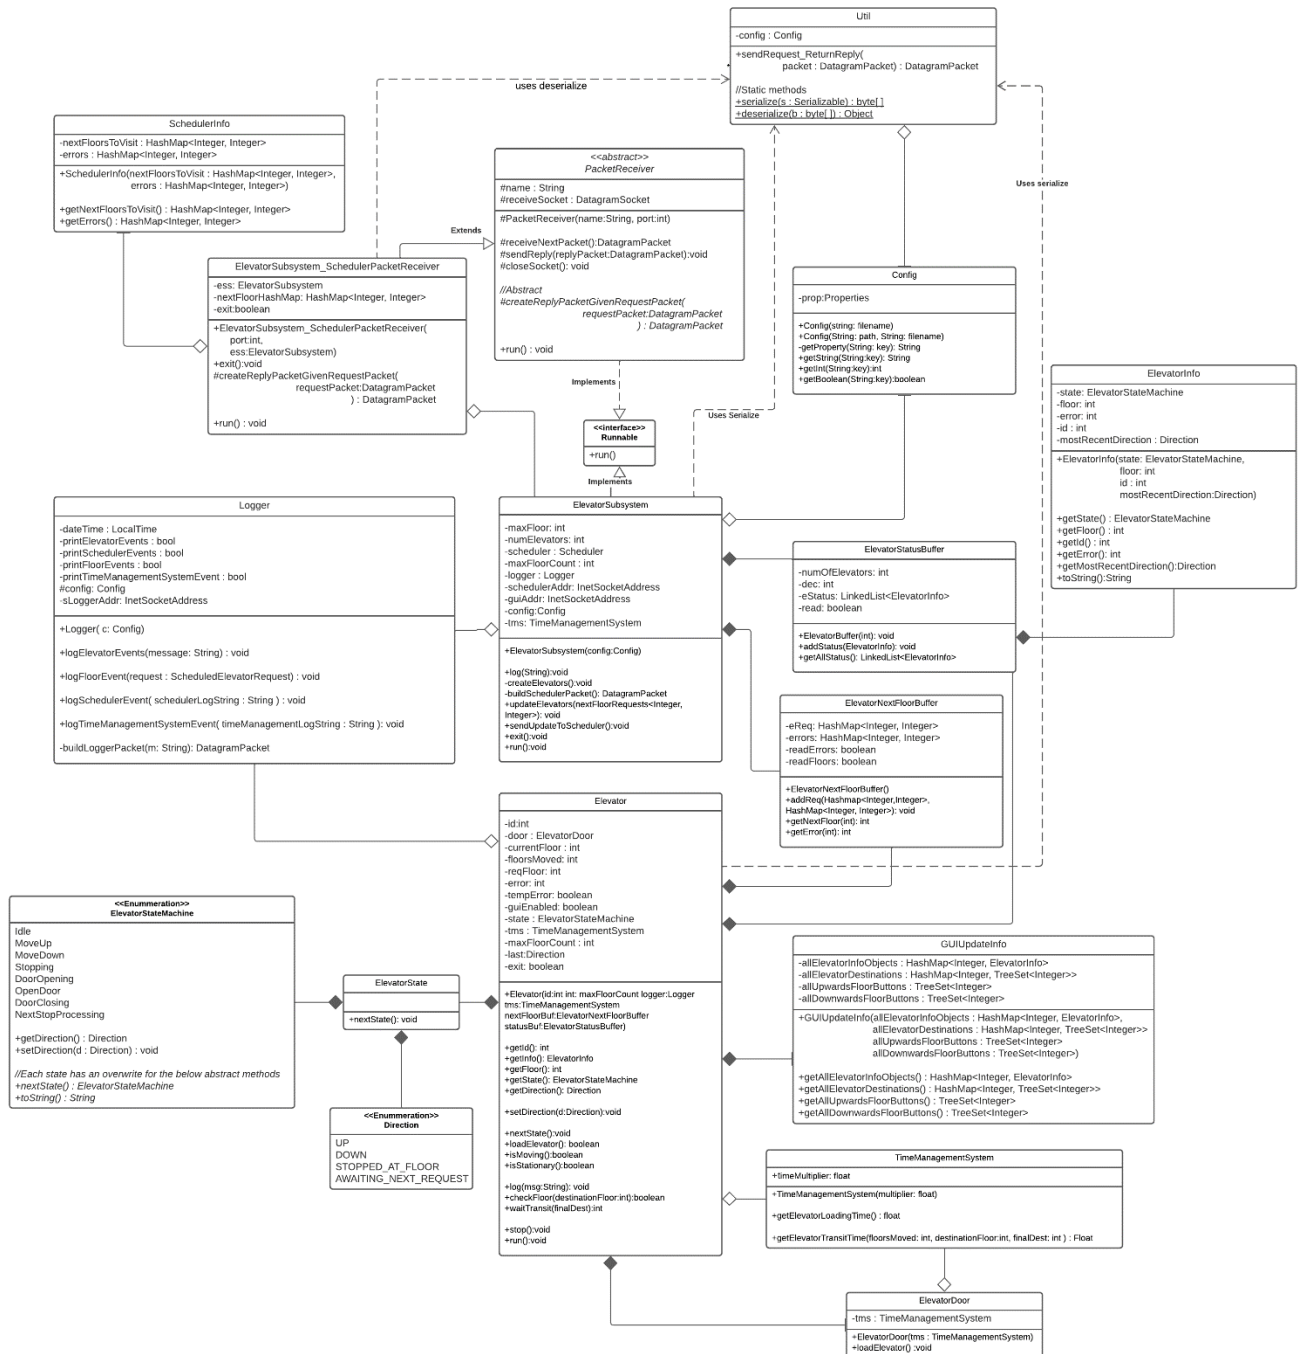 Util
-config : Config
+sendRequest_ReturnReply(
packet : DatagramPacket) : DatagramPacket
//Static methods
+serialize(s : Serializable) : byte[ ]
+deserialize(b : byte[ ]) : Object
uses deserialize
Uses serialize
SchedulerInfo
-nextFloorsToVisit : HashMap<Integer, Integer>
-errors : HashMap<Integer, Integer>
+SchedulerInfo(nextFloorsToVisit : HashMap<Integer, Integer>,
errors : HashMap<Integer, Integer>)
+getNextFloorsToVisit() : HashMap<Integer, Integer>
+getErrors() : HashMap<Integer, Integer>
<<abstract>>
PacketReceiver
#name : String
#receiveSocket : DatagramSocket
#PacketReceiver(name:String, port:int)
#receiveNextPacket():DatagramPacket
#sendReply(replyPacket:DatagramPacket):void
#closeSocket(): void
//Abstract
#createReplyPacketGivenRequestPacket(
requestPacket:DatagramPacket
) : DatagramPacket
+run() : void
Extends
ElevatorSubsystem_SchedulerPacketReceiver
-ess: ElevatorSubsystem
-nextFloorHashMap: HashMap<Integer, Integer>
-exit:boolean
+ElevatorSubsystem_SchedulerPacketReceiver(
port:int,
ess:ElevatorSubsystem)
+exit():void
#createReplyPacketGivenRequestPacket(
requestPacket:DatagramPacket
) : DatagramPacket
+run() : void
Config
-prop:Properties
+Config(string: filename)
+Config(String: path, String: filename)
-getProperty(String: key): String
+getString(String:key): String
+getInt(String:key):int
+getBoolean(String:key):boolean
Implements
Uses Serialize
<<interface>>
Runnable
+run()
Implements
ElevatorInfo
-state: ElevatorStateMachine
-floor: int
-error: int
-id : int
-mostRecentDirection : Direction
+ElevatorInfo(state: ElevatorStateMachine,
floor: int
id : int
mostRecentDirection:Direction)
+getState() : ElevatorStateMachine
+getFloor() : int
+getId() : int
+getError(): int
+getMostRecentDirection():Direction
+toString():String
Logger
-dateTime : LocalTime
-printElevatorEvents : bool
-printSchedulerEvents : bool
-printFloorEvents : bool
-printTimeManagementSystemEvent : bool
#config: Config
-sLoggerAddr: InetSocketAddress
+Logger( c: Config)
+logElevatorEvents(message: String) : void
+logFloorEvent(request : ScheduledElevatorRequest) : void
+logSchedulerEvent( schedulerLogString : String ) : void
+logTimeManagementSystemEvent( timeManagementLogString : String ): void
-buildLoggerPacket(m: String): DatagramPacket
ElevatorSubsystem
-maxFloor: int
-numElevators: int
-scheduler : Scheduler
-maxFloorCount : int
-logger : Logger
-schedulerAddr : InetSocketAddress
-guiAddr: InetSocketAddress
-config:Config
-tms: TimeManagementSystem
+ElevatorSubsystem(config:Config)
+log(String):void
-createElevators():void
-buildSchedulerPacket(): DatagramPacket
+updateElevators(nextFloorRequests<Integer,
Integer>): void
+sendUpdateToScheduler():void
+exit():void
+run():void
ElevatorStatusBuffer
-numOfElevators: int
-dec: int
-eStatus: LinkedList<ElevatorInfo>
-read: boolean
+ElevatorBuffer(int): void
+addStatus(ElevatorInfo): void
+getAllStatus(): LinkedList<ElevatorInfo>
ElevatorNextFloorBuffer
-eReq: HashMap<Integer, Integer>
-errors: HashMap<Integer, Integer>
-readErrors: boolean
-readFloors: boolean
+ElevatorNextFloorBuffer()
+addReq(Hashmap<Integer,Integer>,
HashMap<Integer, Integer>): void
+getNextFloor(int): int
+getError(int): int
Elevator
-id:int
-door : ElevatorDoor
-currentFloor : int
-floorsMoved: int
-reqFloor: int
-error: int
-tempError: boolean
-guiEnabled: boolean
-state : ElevatorStateMachine
-tms : TimeManagementSystem
-maxFloorCount : int
-last:Direction
-exit: boolean
+Elevator(id:int int: maxFloorCount logger:Logger
tms:TimeManagementSystem
nextFloorBuf:ElevatorNextFloorBuffer
statusBuf:ElevatorStatusBuffer)
+getId(): int
+getInfo(): ElevatorInfo
+getFloor(): int
+getState(): ElevatorStateMachine
+getDirection(): Direction
+setDirection(d:Direction):void
+nextState():void
+loadElevator(): boolean
+isMoving():boolean
+isStationary():boolean
+log(msg:String): void
+checkFloor(destinationFloor:int):boolean
+waitTransit(finalDest):int
+stop():void
+run():void
<<Enummeration>>
ElevatorStateMachine
Idle
MoveUp
MoveDown
Stopping
DoorOpening
OpenDoor
DoorClosing
NextStopProcessing
+getDirection() : Direction
+setDirection(d : Direction) : void
//Each state has an overwrite for the below abstract methods
+nextState() : ElevatorStateMachine
+toString() : String
ElevatorState
+nextState(): void
<<Enummeration>>
Direction
UP
DOWN
STOPPED_AT_FLOOR
AWAITING_NEXT_REQUEST
GUIUpdateInfo
-allElevatorInfoObjects : HashMap<Integer, ElevatorInfo>
-allElevatorDestinations : HashMap<Integer, TreeSet<Integer>>
-allUpwardsFloorButtons : TreeSet<Integer>
-allDownwardsFloorButtons : TreeSet<Integer>
+GUIUpdateInfo(allElevatorInfoObjects : HashMap<Integer, ElevatorInfo>,
allElevatorDestinations : HashMap<Integer, TreeSet<Integer>>
allUpwardsFloorButtons : TreeSet<Integer>
allDownwardsFloorButtons : TreeSet<Integer>)
+getAllElevatorInfoObjects() : HashMap<Integer, ElevatorInfo>
+getAllElevatorDestinations() : HashMap<Integer, TreeSet<Integer>>
+getAllUpwardsFloorButtons() : TreeSet<Integer>
+getAllDownwardsFloorButtons() : TreeSet<Integer>
TimeManagementSystem
+timeMultiplier: float
+TimeManagementSystem(multiplier: float)
+getElevatorLoadingTime() : float
+getElevatorTransitTime(floorsMoved: int, destinationFloor:int, finalDest: int ) : Float
ElevatorDoor
-tms : TimeManagementSystem
+ElevatorDoor(tms : TimeManagementSystem)
+loadElevator() :void